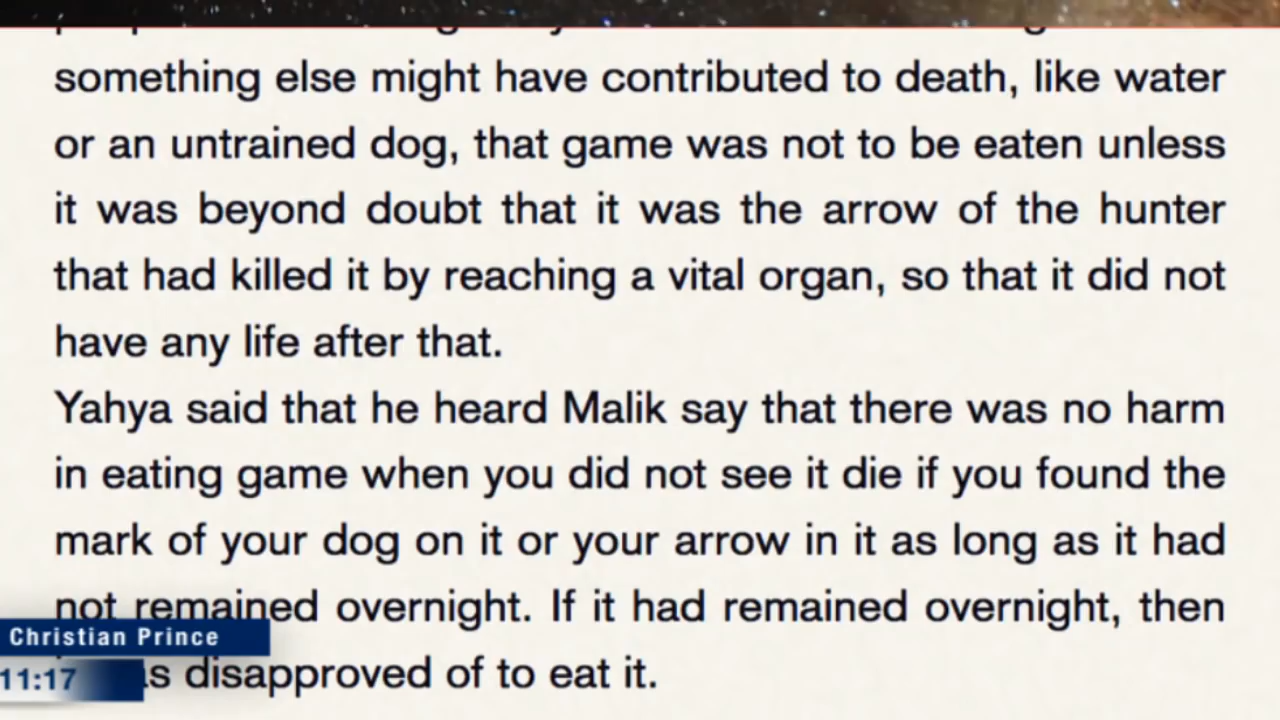 something else might have contributed to death, like water
or an untrained dog, that game was not to be eaten unless
it was beyond doubt that it was the arrow of the hunter
that had killed it by reaching a vital organ, so that it did not
have any life after that.
Yahya said that he heard Malik say that there was no harm
in eating game when you did not see it die if you found the
mark of your dog on it or your arrow in it as long as it had
not remained overnight. If it had remained overnight, then
disapproved of to eat it.
Christian Prince
11:17